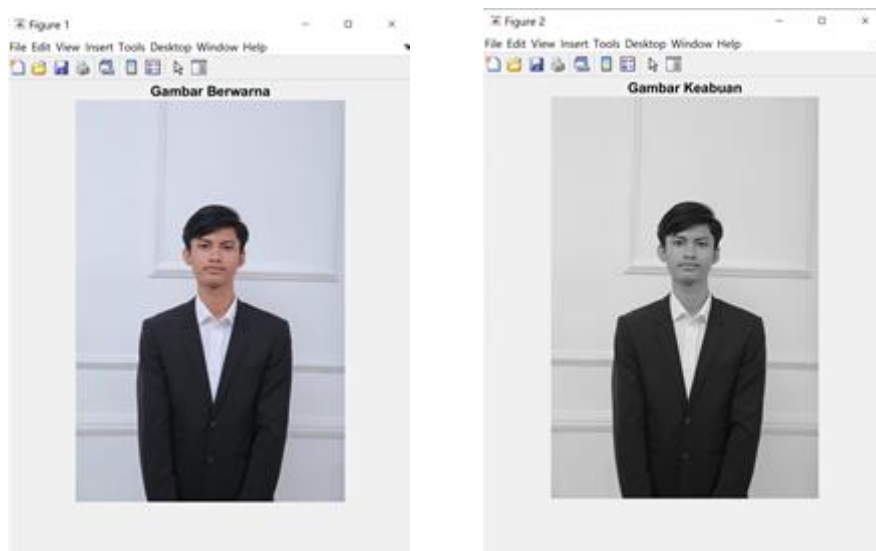 Figure 1
File Edit View Insert Tools Desktop Window Help
Gambar Berwarna
Figure 2
File Edit View Insert Tools Desktop Window Help
Gambar Keabuan